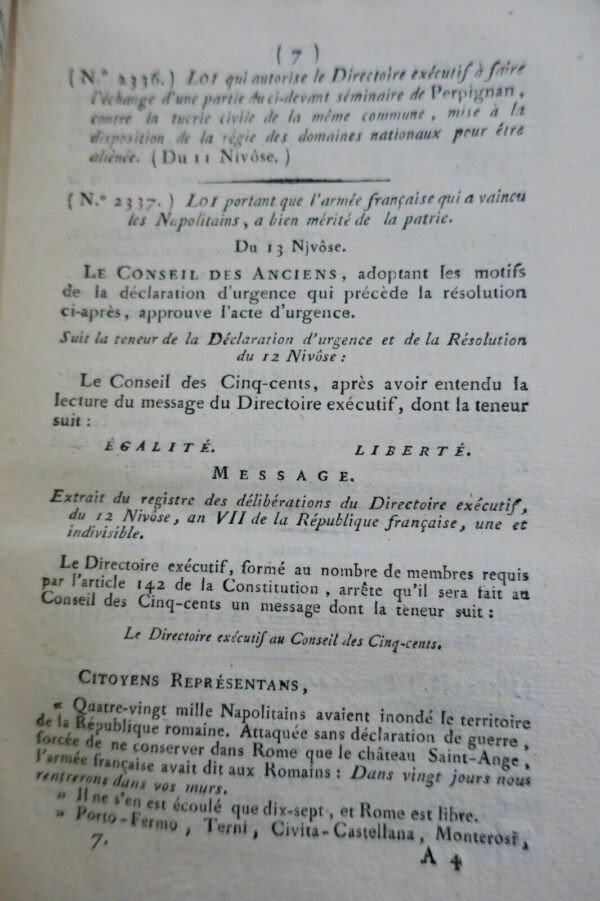 ( 7 )
( N.° 2336. ) LOI qui autorise le Directoire exécutif à faire
l'échange d'une partie du ci-devant séminaire de Perpignan,
contre la tucrie civile de la même commune, mise à la
disposition de la régie des domaines nationaux pour être
aliénée. ( Du 11 Nivôse. )
( N.° 2337. ) LOI portant que l'armée française qui a vaincu
les Napolitains, a bien mérité de la patrie.
Du 13 Njvôse.
LE CONSEIL DES ANCIENS, adoptant les motifs
de la déclaration d'urgence qui précède la résolution
ci-après, approuve l'acte d'urgence.
Suit la teneur de la Déclaration d'urgence et de la Résolution
du 12 Nivôse :
Le Conseil des Cinq-cents, après avoir entendu la
lecture du message du Directoire exécutif, dont la teneur
suit :
ÉGALITÉ. LIBERTÉ.
MESSAGE.
Extrait du registre des délibérations du Directoire exécutif,
du 12 Nivôse, an VII de la République française, une et
indivisible.
Le Directoire exécutif, formé au nombre de membres requis
par l'article 142 de la Constitution, arrête qu'il sera fait au
Conseil des Cinq-cents un message dont la teneur suit :
Le Directoire exécutif au Conseil des Cinq-cents.
CITOYENS REPRÉSENTANS,
« Quatre-vingt mille Napolitains avaient inondé le territoire
de la République romaine. Attaquée sans déclaration de guerre,
forcée de ne conserver dans Rome que le château Saint-Ange,
l'armée française avait dit aux Romains : Dans vingt jours nous
rentrerons dans vos murs.
» Il ne s'en est écoulé que dix-sept, et Rome est libre.
» Porto-Fermo, Terni, Civita-Castellana, Monterosi,
7. A 4